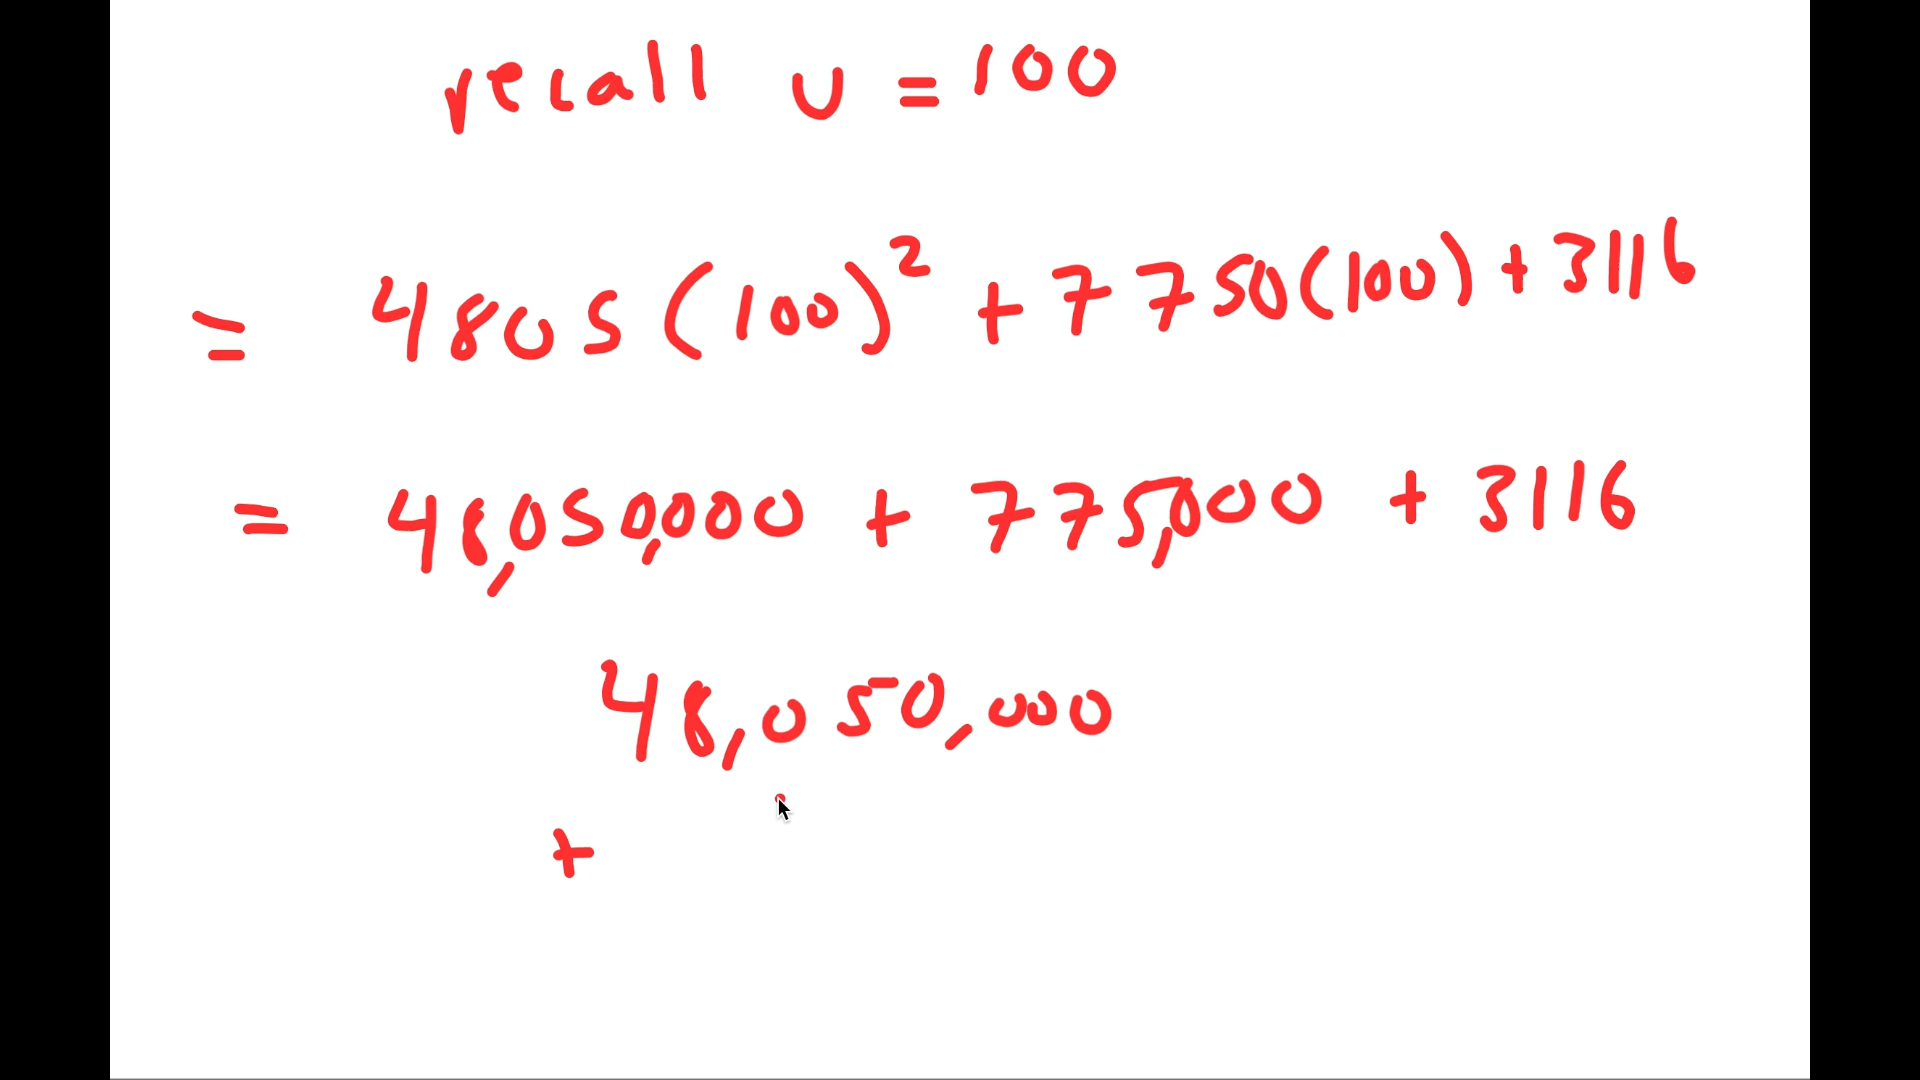 recall u = 100
= 4805(100)² + 7750(100) + 3116
= 48,050,000 + 775,000 + 3116
48,050,000
+